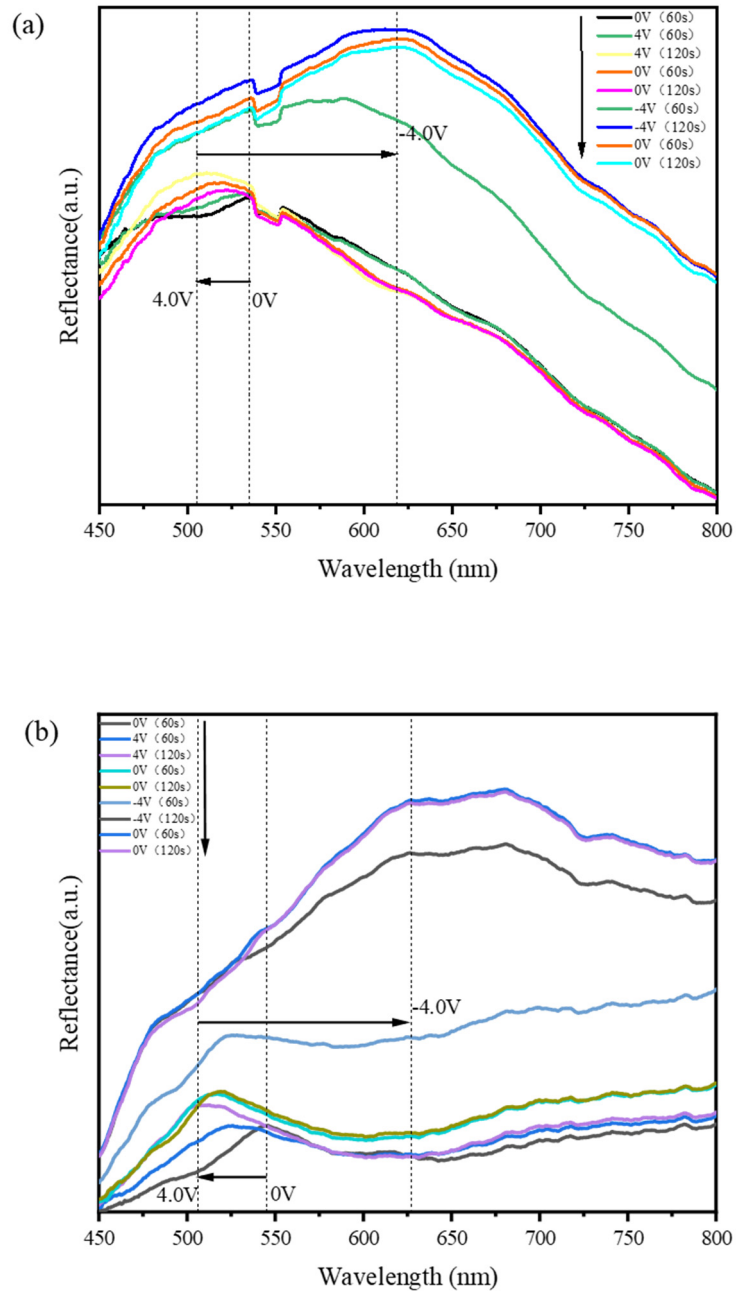 (a)
0V（60s）
4V（60s）
4V（120s）
0V（60s）
0V（120s）
-4V（60s）
-4V（120s）
0V（60s）
0V（120s）
-4.0V
4.0V
0V
Reflectance(a.u.)
450 500 550 600 650 700 750 800
Wavelength (nm)
(b)
0V（60s）
4V（60s）
4V（120s）
0V（60s）
0V（120s）
-4V（60s）
-4V（120s）
0V（60s）
0V（120s）
-4.0V
4.0V
0V
Reflectance(a.u.)
450 500 550 600 650 700 750 800
Wavelength (nm)